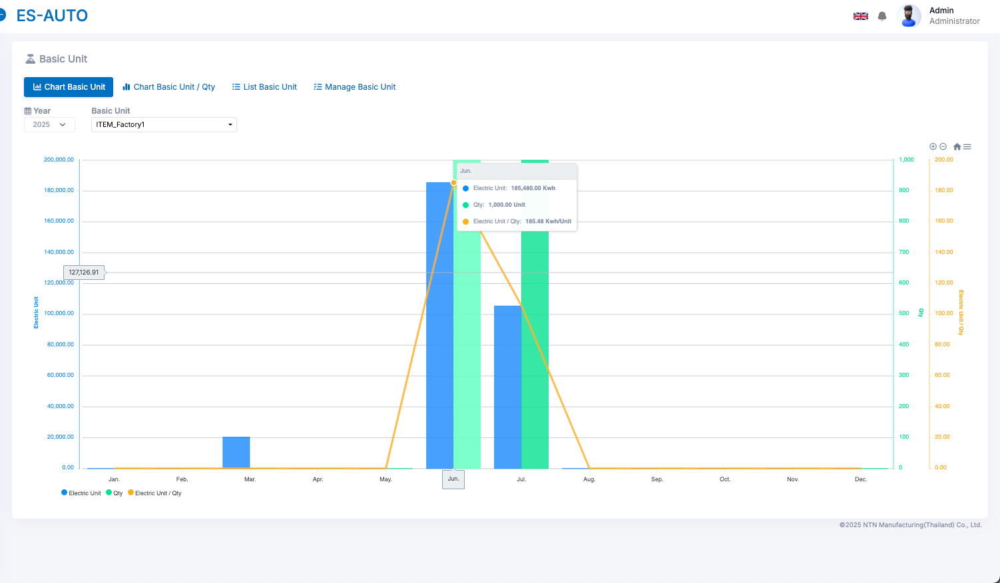 ES-AUTO
Admin
Administrator
Basic Unit
Chart Basic Unit
Chart Basic Unit / Qty
List Basic Unit
Manage Basic Unit
Year
Basic Unit
2025
ITEM_Factory1
200,000.00
180,000.00
160,000.00
140,000.00
127,126.91
120,000.00
100,000.00
80,000.00
60,000.00
40,000.00
20,000.00
0.00
Electric Unit
Jun.
Electric Unit: 185,480.00 Kwh
Qty: 1,000.00 Unit
Electric Unit / Qty: 185.48 Kwh/Unit
1,000
900
800
700
600
500
400
300
200
100
0
Qty
200.00
180.00
160.00
140.00
120.00
100.00
80.00
60.00
40.00
20.00
0.00
Electric Unit / Qty
Jan.
Feb.
Mar.
Apr.
May.
Jun.
Jul.
Aug.
Sep.
Oct.
Nov.
Dec.
Electric Unit
Qty
Electric Unit / Qty
©2025 NTN Manufacturing(Thailand) Co., Ltd.